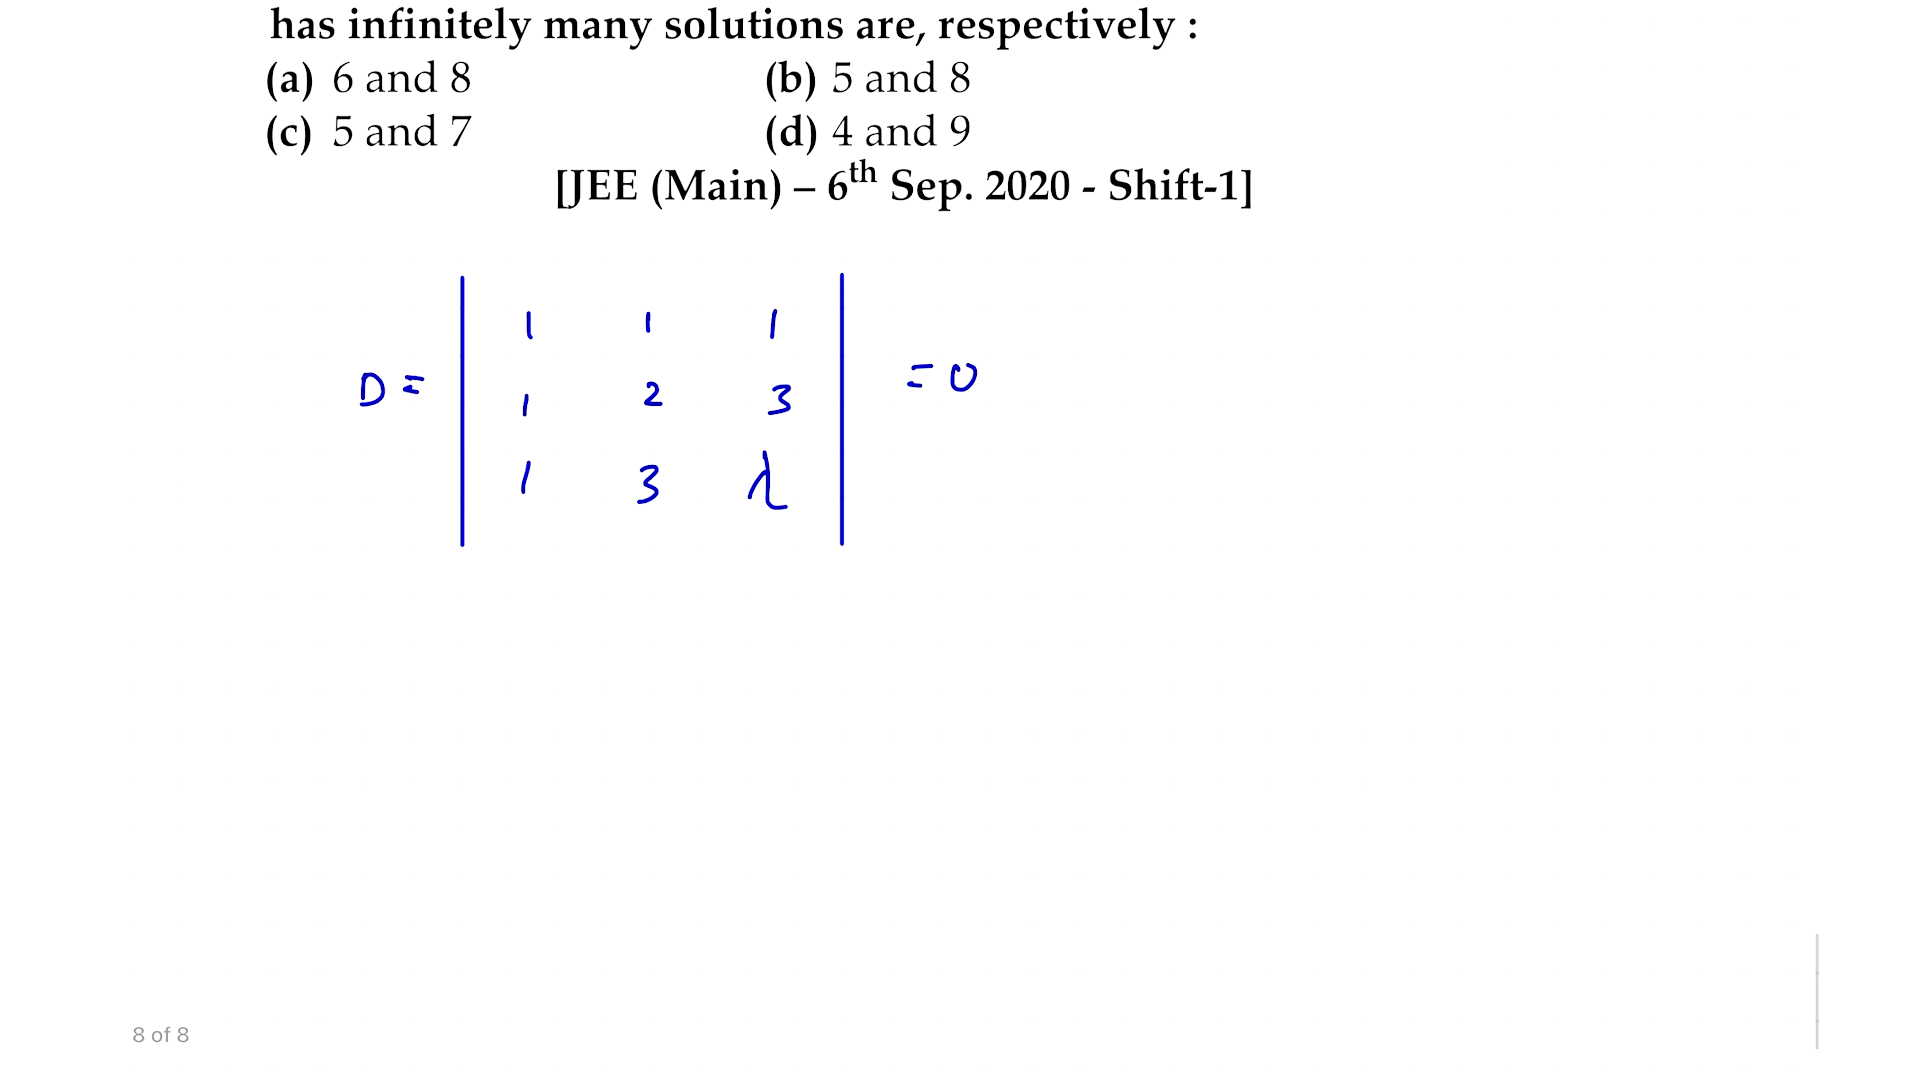 has infinitely many solutions are, respectively :
(a) 6 and 8 (b) 5 and 8
(c) 5 and 7 (d) 4 and 9
[JEE (Main) – 6th Sep. 2020 - Shift-1]
1 1 1
D = 1 2 3 = 0
1 3 λ
8 of 8